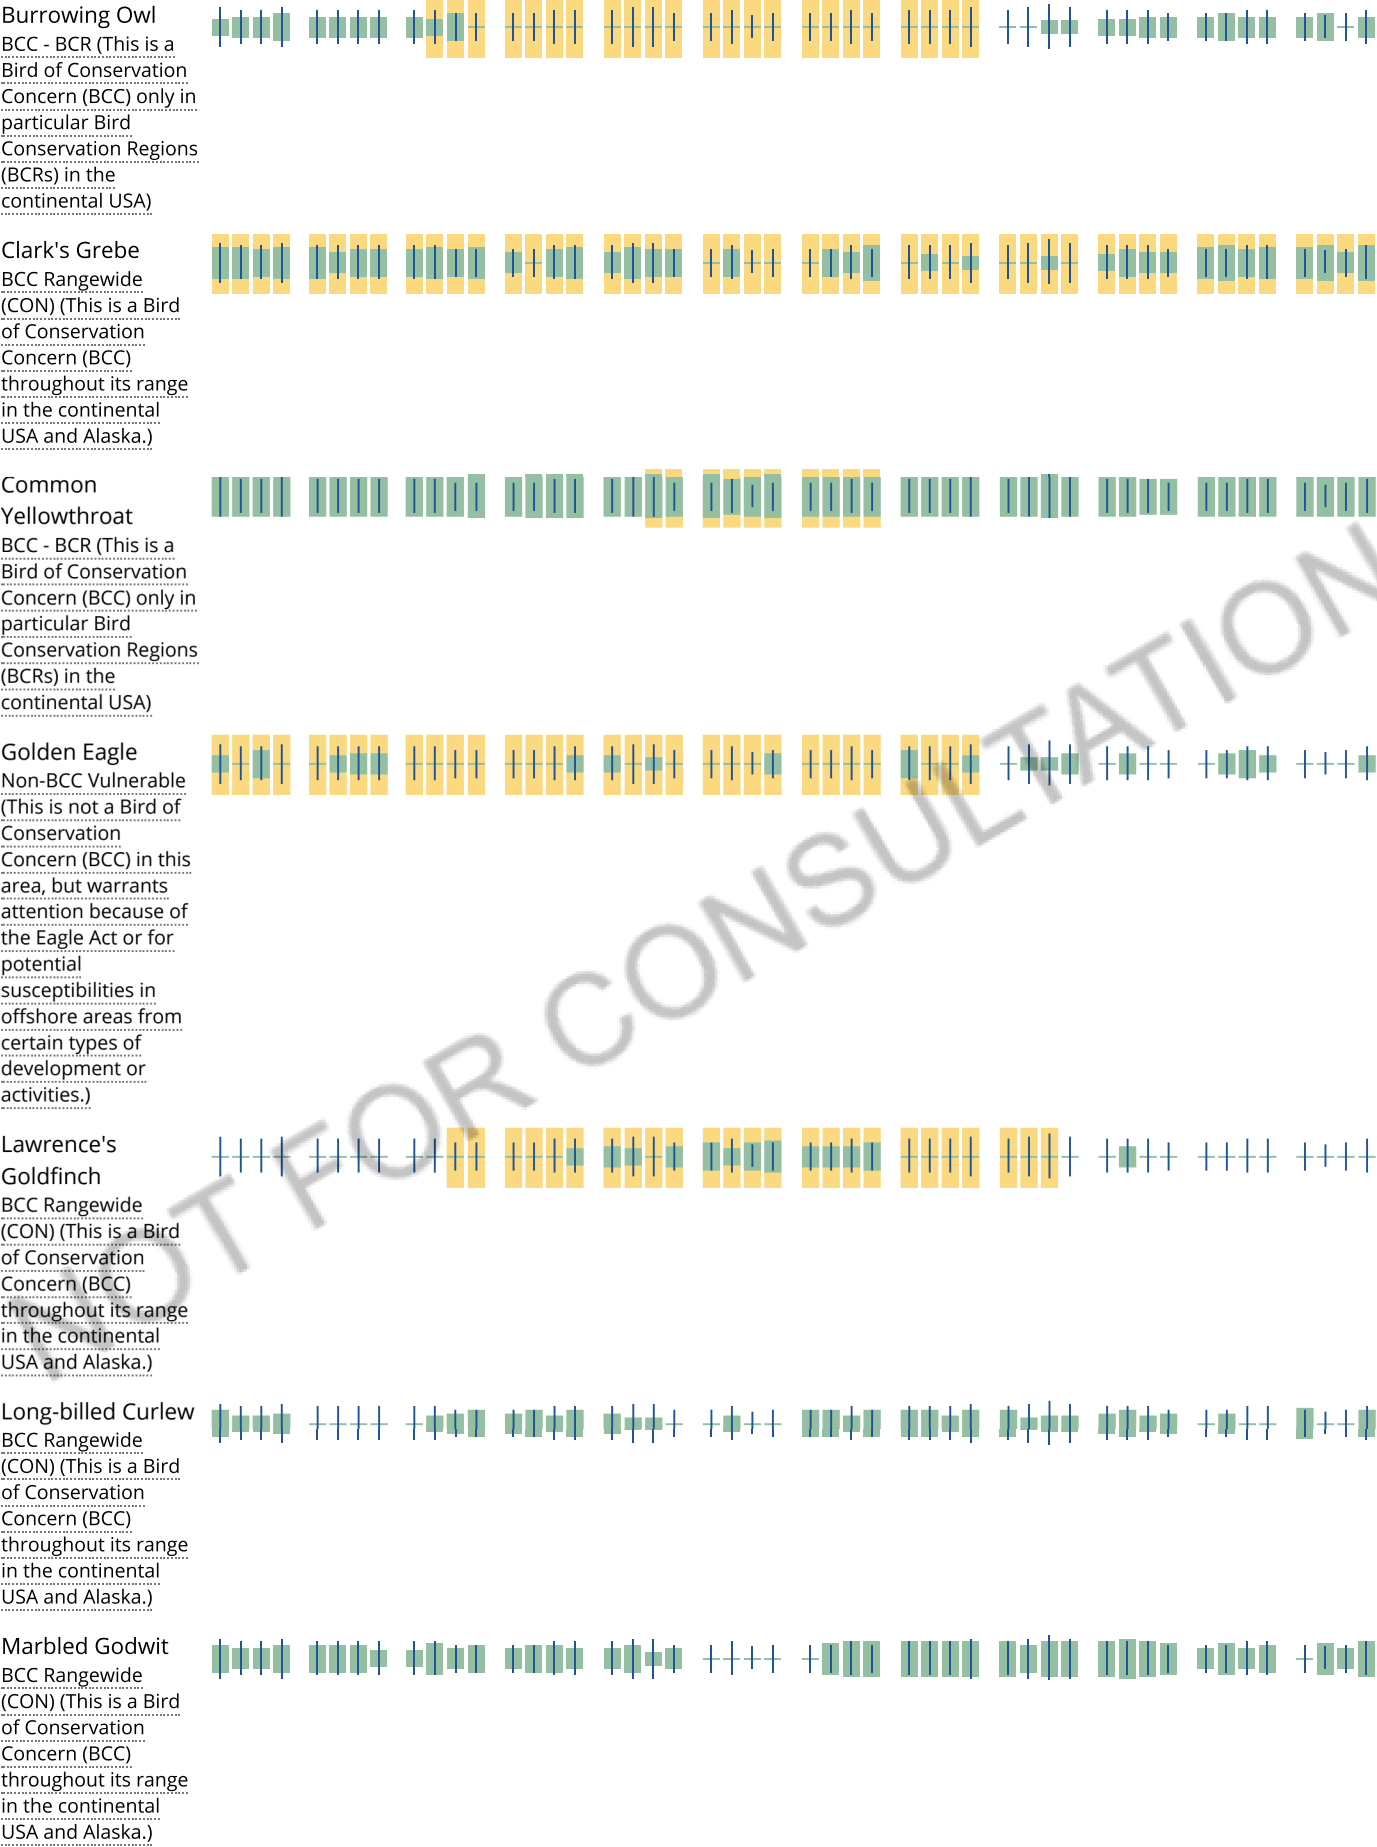 Burrowing Owl
BCC - BCR (This is a
Bird of Conservation
Concern (BCC) only in
particular Bird
Conservation Regions
(BCRs) in the
continental USA)
Clark's Grebe
BCC Rangewide
(CON) (This is a Bird
of Conservation
Concern (BCC)
throughout its range
in the continental
USA and Alaska.)
Common
Yellowthroat
BCC - BCR (This is a
Bird of Conservation
Concern (BCC) only in
particular Bird
Conservation Regions
(BCRs) in the
continental USA)
Golden Eagle
Non-BCC Vulnerable
(This is not a Bird of
Conservation
Concern (BCC) in this
area, but warrants
attention because of
the Eagle Act or for
potential
susceptibilities in
offshore areas from
certain types of
development or
activities.)
Lawrence's
Goldfinch
BCC Rangewide
(CON) (This is a Bird
of Conservation
Concern (BCC)
throughout its range
in the continental
USA and Alaska.)
Long-billed Curlew
BCC Rangewide
(CON) (This is a Bird
of Conservation
Concern (BCC)
throughout its range
in the continental
USA and Alaska.)
Marbled Godwit
BCC Rangewide
(CON) (This is a Bird
of Conservation
Concern (BCC)
throughout its range
in the continental
USA and Alaska.)
NOT FOR CONSULTATION